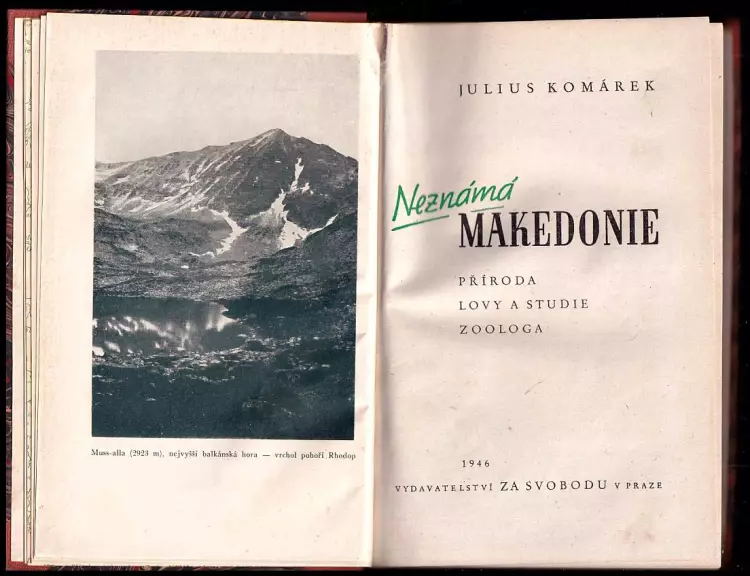 Muss-alla (2923 m), nejvyšší balkánská hora — vrchol pohoří Rhodop
JULIUS KOMÁREK
Neznámá
MAKEDONIE
PŘÍRODA
LOVY A STUDIE
ZOOLOGA
1946
VYDAVATELSTVÍ ZA SVOBODU V PRAZE